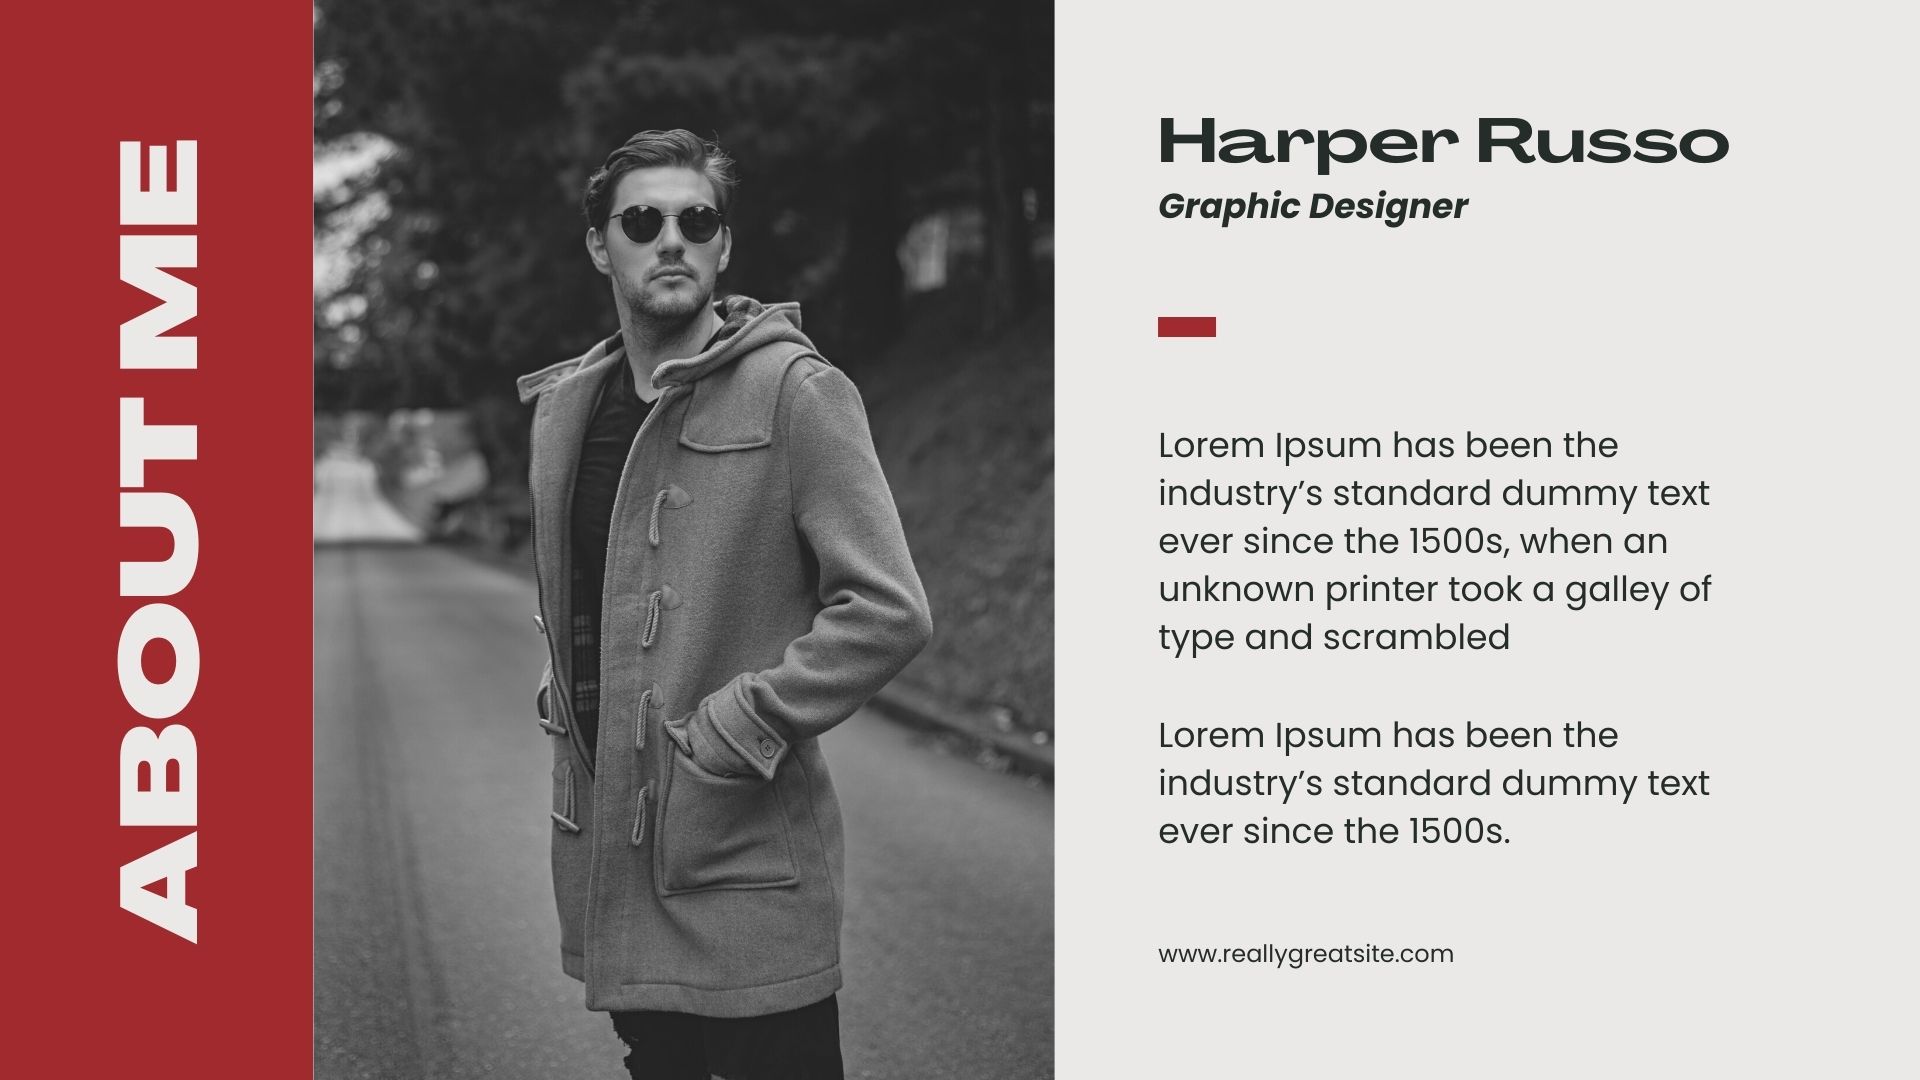 ABOUT ME
Harper Russo
Graphic Designer
Lorem Ipsum has been the
industry’s standard dummy text
ever since the 1500s, when an
unknown printer took a galley of
type and scrambled
Lorem Ipsum has been the
industry’s standard dummy text
ever since the 1500s.
www.reallygreatsite.com